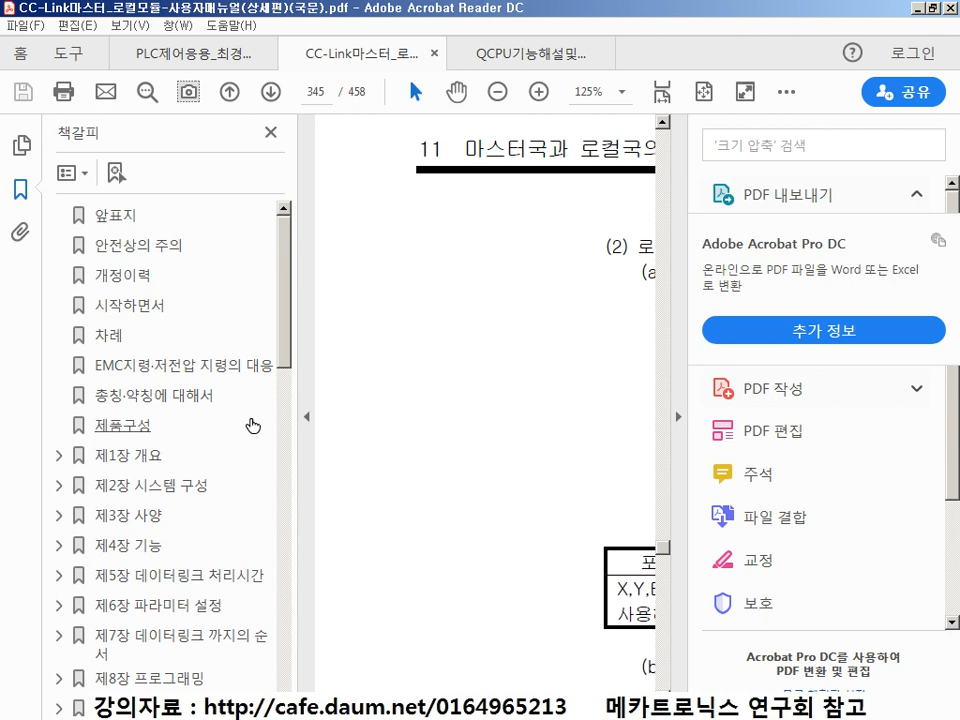 CC-Link마스터_로컬모듈-사용자매뉴얼(상세편)(국문).pdf - Adobe Acrobat Reader DC
파일(F) 편집(E) 보기(V) 창(W) 도움말(H)
홈 도구 PLC제어응용_최경... CC-Link마스터_로... × QCPU기능해설및... ? 로그인
345 / 458 125% 공유
책갈피
앞표지
안전상의 주의
개정이력
시작하면서
차례
EMC지령·저전압 지령의 대응
총칭·약칭에 대해서
제품구성
제1장 개요
제2장 시스템 구성
제3장 사양
제4장 기능
제5장 데이터링크 처리시간
제6장 파라미터 설정
제7장 데이터링크 까지의 순
서
제8장 프로그래밍
11 마스터국과 로컬국의
(2) 로
(a
포
X,Y,
사용
(b
'크기 압축' 검색
PDF 내보내기
Adobe Acrobat Pro DC
온라인으로 PDF 파일을 Word 또는 Excel
로 변환
추가 정보
PDF 작성
PDF 편집
주석
파일 결합
교정
보호
Acrobat Pro DC를 사용하여
PDF 변환 및 편집
강의자료 : http://cafe.daum.net/0164965213 메카트로닉스 연구회 참고